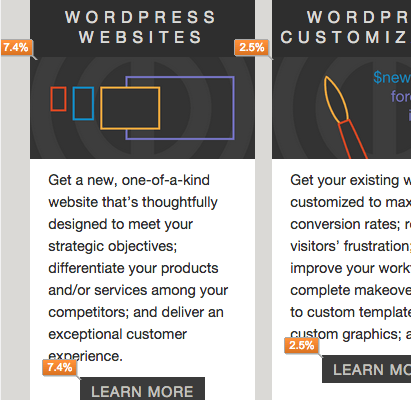 WORDPRESS
WEBSITES
7.4%
Get a new, one-of-a-kind
website that's thoughtfully
designed to meet your
strategic objectives;
differentiate your products
and/or services among your
competitors; and deliver an
exceptional customer
experience.
7.4%
LEARN MORE
WORDPR
CUSTOMIZ
2.5%
$new
for
i
Get your existing w
customized to max
conversion rates; r
visitors' frustration;
improve your work
complete makeove
to custom template
custom graphics; a
2.5%
LEARN MO